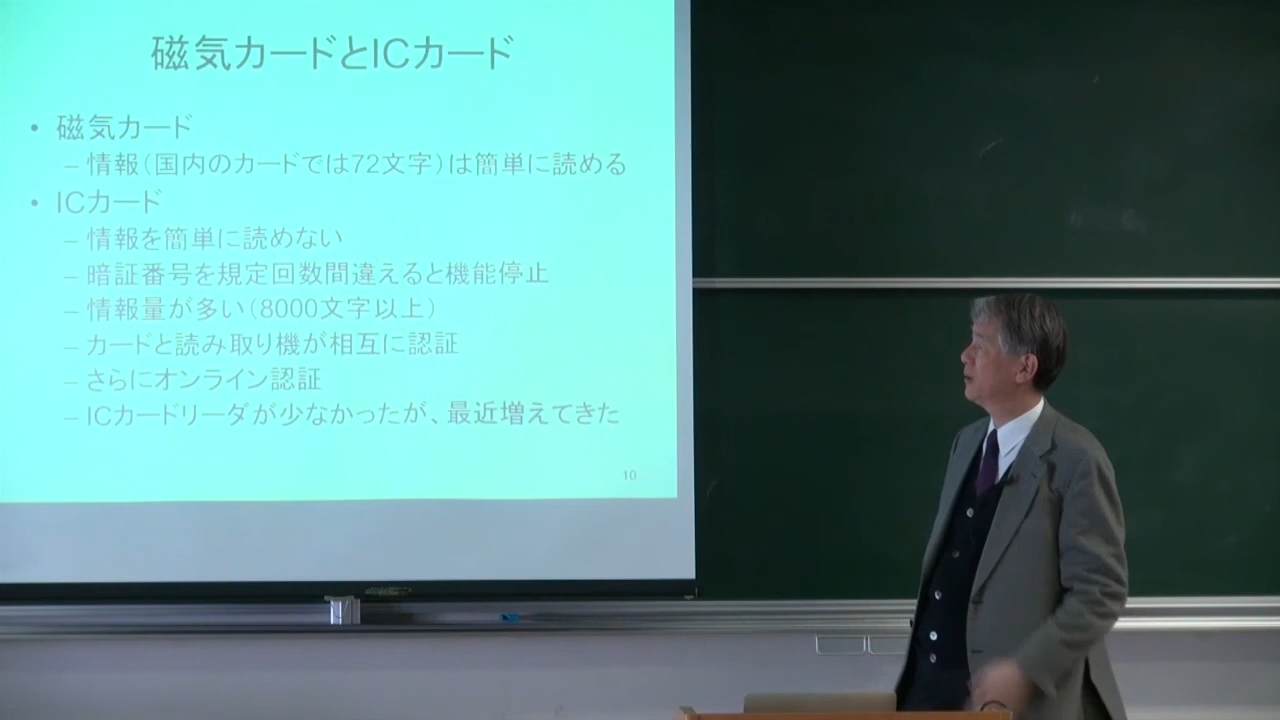 磁気カードとICカード
• 磁気カード
– 情報(国内のカードでは72文字)は簡単に読める
• ICカード
– 情報を簡単に読めない
– 暗証番号を規定回数間違えると機能停止
– 情報量が多い(8000文字以上)
– カードと読み取り機が相互に認証
– さらにオンライン認証
– ICカードリーダが少なかったが、最近増えてきた
10